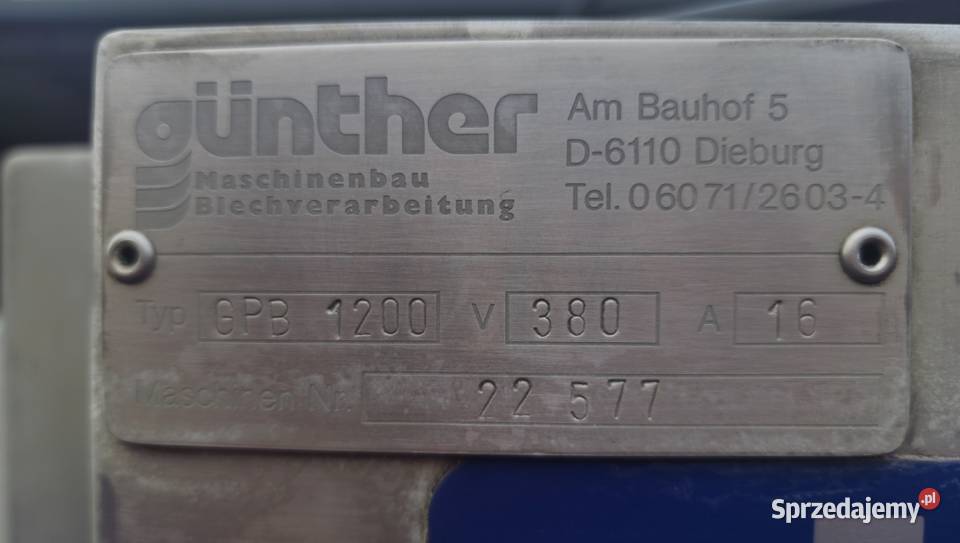 günther
Maschinenbau
Blechverarbeitung
Am Bauhof 5
D-6110 Dieburg
Tel. 06071/2603-4
Typ GPB 1200 V 380 A 16
Maschinen Nr. 22 577
Sprzedajemy.pl